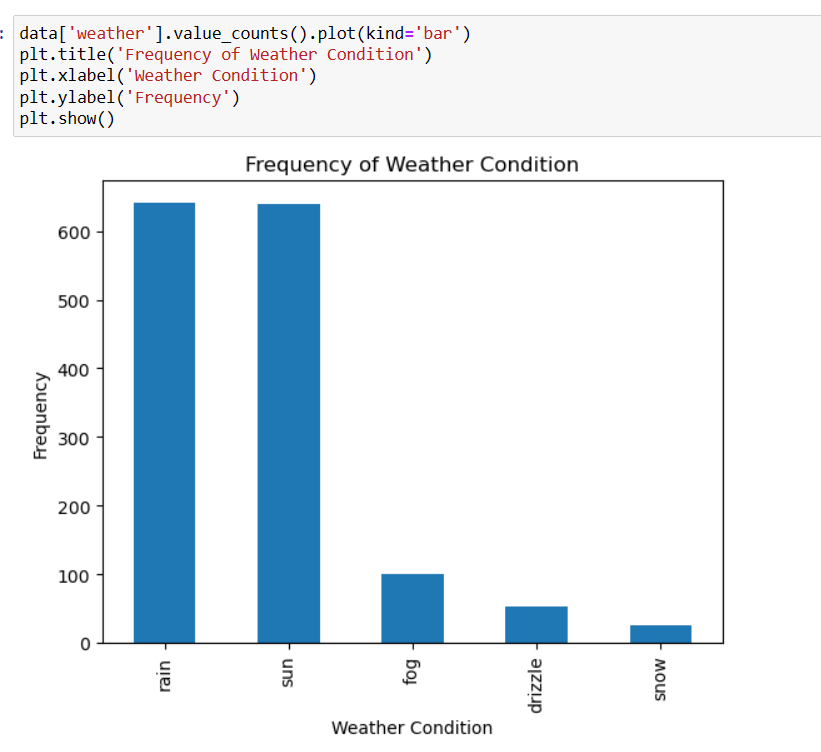 :
data['weather'].value_counts().plot(kind='bar')
plt.title('Frequency of Weather Condition')
plt.xlabel('Weather Condition')
plt.ylabel('Frequency')
plt.show()
Frequency of Weather Condition
600
500
400
300
200
100
0
Frequency
rain
sun
fog
drizzle
snow
Weather Condition